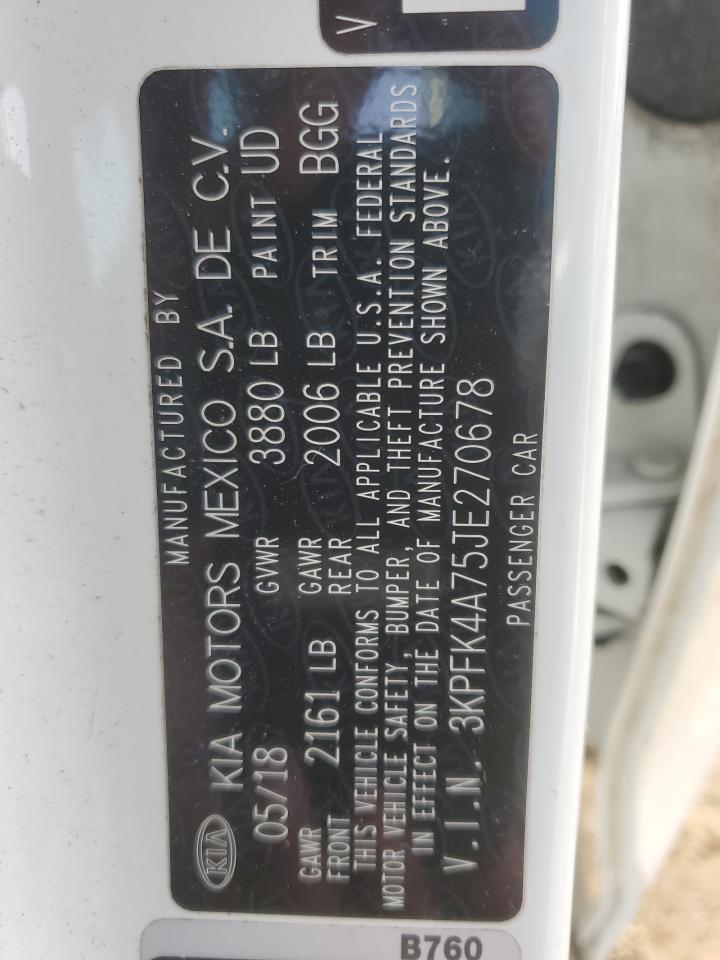 V
MANUFACTURED BY
KIA KIA MOTORS MEXICO S.A. DE C.V.
05/18 GVWR 3880 LB PAINT UD
GAWR FRONT 2161 LB GAWR REAR 2006 LB TRIM BGG
THIS VEHICLE CONFORMS TO ALL APPLICABLE U.S.A. FEDERAL
MOTOR VEHICLE SAFETY, BUMPER, AND THEFT PREVENTION STANDARDS
IN EFFECT ON THE DATE OF MANUFACTURE SHOWN ABOVE.
V.I.N. 3KPFK4A75JE270678
PASSENGER CAR
B760